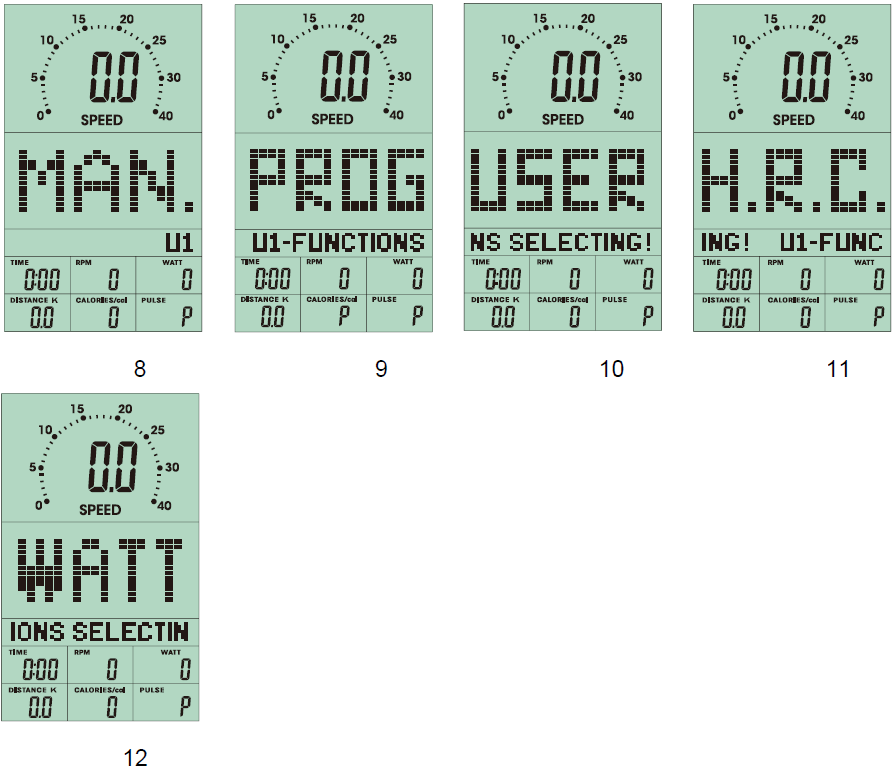 15 20
10 25
0.0
5 30
0 40
SPEED
MAN.
U1
TIME RPM WATT
0:00 0 0
DISTANCE K CALORIES/cal PULSE
0.0 0 P
8
15 20
10 25
0.0
5 30
0 40
SPEED
PROG
U1-FUNCTIONS
TIME RPM WATT
0:00 0 0
DISTANCE K CALORIES/cal PULSE
0.0 P P
9
15 20
10 25
0.0
5 30
0 40
SPEED
USER
NS SELECTING!
TIME RPM WATT
0:00 0 0
DISTANCE K CALORIES/cal PULSE
0.0 0 P
10
15 20
10 25
0.0
5 30
0 40
SPEED
H.R.C.
ING! U1-FUNC
TIME RPM WATT
0:00 0 0
DISTANCE K CALORIES/cal PULSE
0.0 0 P
11
15 20
10 25
0.0
5 30
0 40
SPEED
WATT
IONS SELECTIN
TIME RPM WATT
0:00 0 0
DISTANCE K CALORIES/cal PULSE
0.0 0 P
12